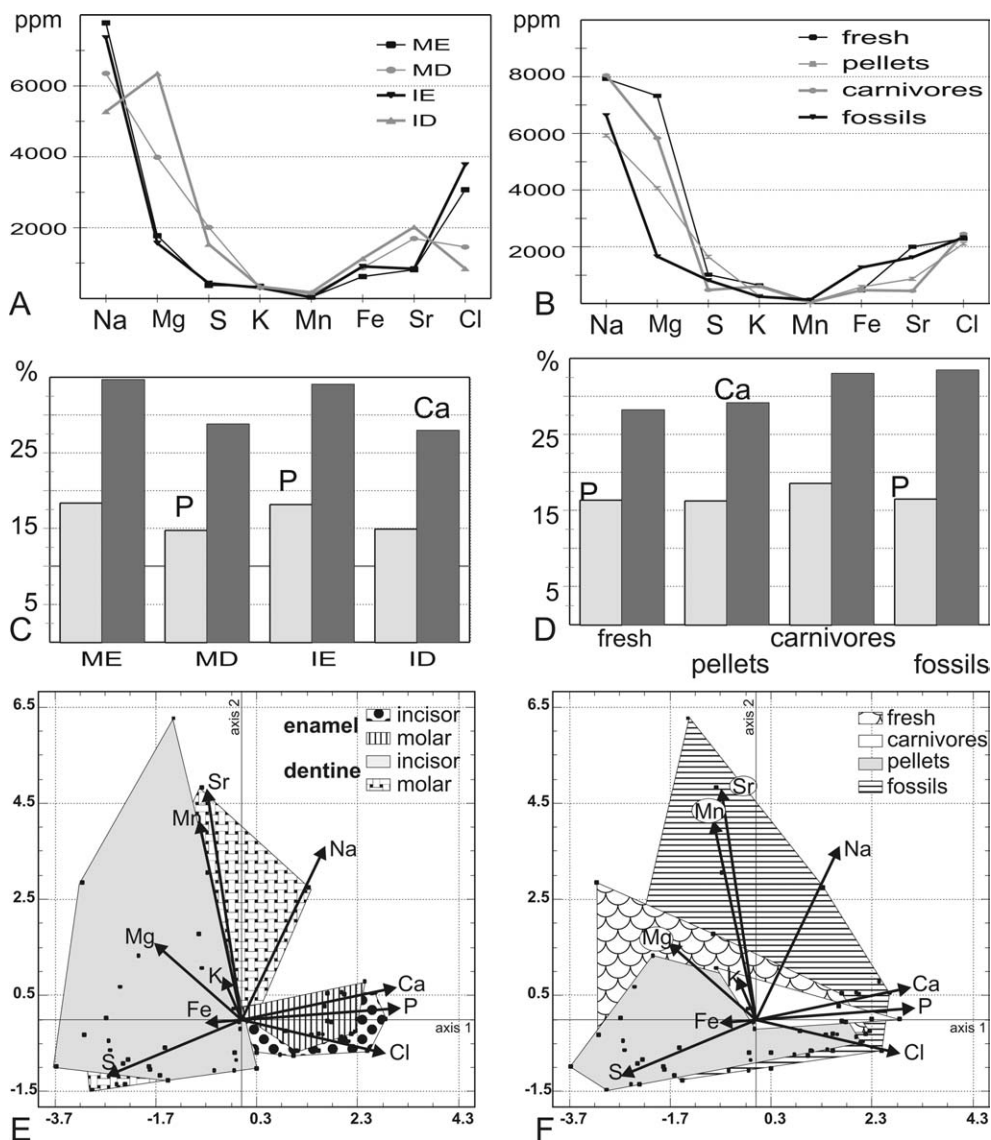 ppm
6000
4000
2000
ME
MD
IE
ID
A
Na Mg S K Mn Fe Sr Cl
ppm
8000
6000
4000
2000
fresh
pellets
carnivores
fossils
B
Na Mg S K Mn Fe Sr Cl
%
25
15
5
P
P
Ca
C
ME MD IE ID
%
25
15
5
P
Ca
P
D
fresh carnivores
pellets fossils
6.5
4.5
2.5
0.5
-1.5
axis 2
enamel
incisor
molar
dentine
incisor
molar
Sr
Mn
Na
Mg
K
Ca
P
Fe
axis 1
S
Cl
-3.7 -1.7 0.3 2.3 4.3
E
6.5
4.5
2.5
0.5
-1.5
axis 2
fresh
carnivores
pellets
fossils
Sr
Mn
Na
Mg
K
Ca
P
Fe
axis 1
S
Cl
-3.7 -1.7 0.3 2.3 4.3
F